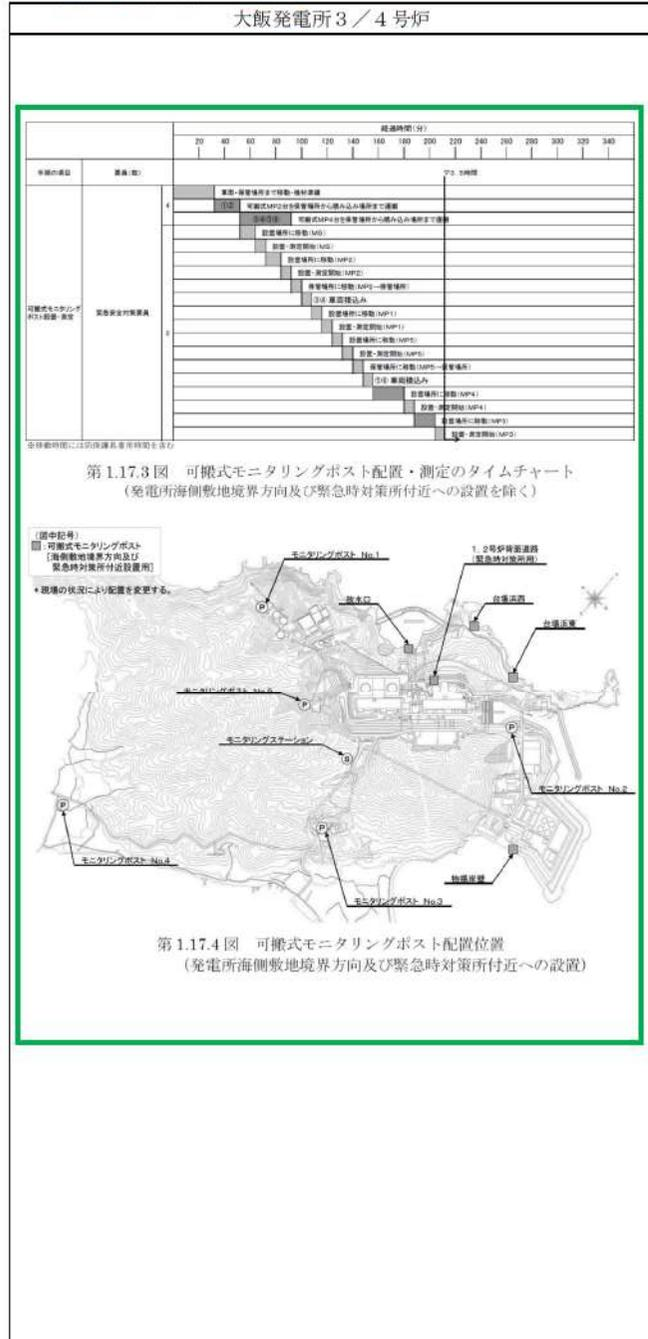 大飯発電所３／４号炉
経過時間(分)
20 40 60 80 100 120 140 160 180 200 220 240 260 280 300 320 340
手順の項目 要員(数) ▽3.5時間
車両・保管場所まで移動・機材準備
4 ①② 可搬式MP2台を保管場所から積み込み場所まで運搬
③④⑤⑥ 可搬式MP4台を保管場所から積み込み場所まで運搬
設置場所に移動(MS)
設置・測定開始(MS)
設置場所に移動(MP2)
設置・測定開始(MP2)
保管場所に移動(MP2→保管場所)
③④ 車両積込み
可搬式モニタリング
ポスト設置・測定
緊急安全対策要員
設置場所に移動(MP1)
設置・測定開始(MP1)
2
設置場所に移動(MP5)
設置・測定開始(MP5)
保管場所に移動(MP5→保管場所)
⑤⑥ 車両積込み
設置場所に移動(MP4)
設置・測定開始(MP4)
設置場所に移動(MP3)
設置・測定開始(MP3)
※移動時間には防保護具着用時間を含む
第 1.17.3 図 可搬式モニタリングポスト配置・測定のタイムチャート
（発電所海側敷地境界方向及び緊急時対策所付近への設置を除く）
(図中記号)
：可搬式モニタリングポスト
[海側敷地境界方向及び
緊急時対策所付近設置用]
＊現場の状況により配置を変更する。
モニタリングポスト No.1
1，2号炉背面道路
(緊急時対策所用)
放水口
台場浜西
台場浜東
P
モニタリングポスト No.5
P
モニタリングステーション
P
S
モニタリングポスト No.2
P
P
モニタリングポスト No.4
物揚岸壁
モニタリングポスト No.3
第 1.17.4 図 可搬式モニタリングポスト配置位置
（発電所海側敷地境界方向及び緊急時対策所付近への設置）